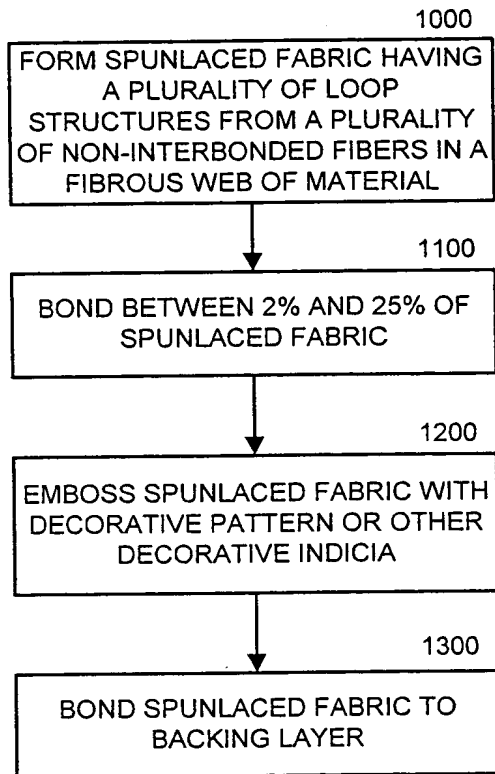 1000
FORM SPUNLACED FABRIC HAVING
A PLURALITY OF LOOP
STRUCTURES FROM A PLURALITY
OF NON-INTERBONDED FIBERS IN A
FIBROUS WEB OF MATERIAL
1100
BOND BETWEEN 2% AND 25% OF
SPUNLACED FABRIC
1200
EMBOSS SPUNLACED FABRIC WITH
DECORATIVE PATTERN OR OTHER
DECORATIVE INDICIA
1300
BOND SPUNLACED FABRIC TO
BACKING LAYER